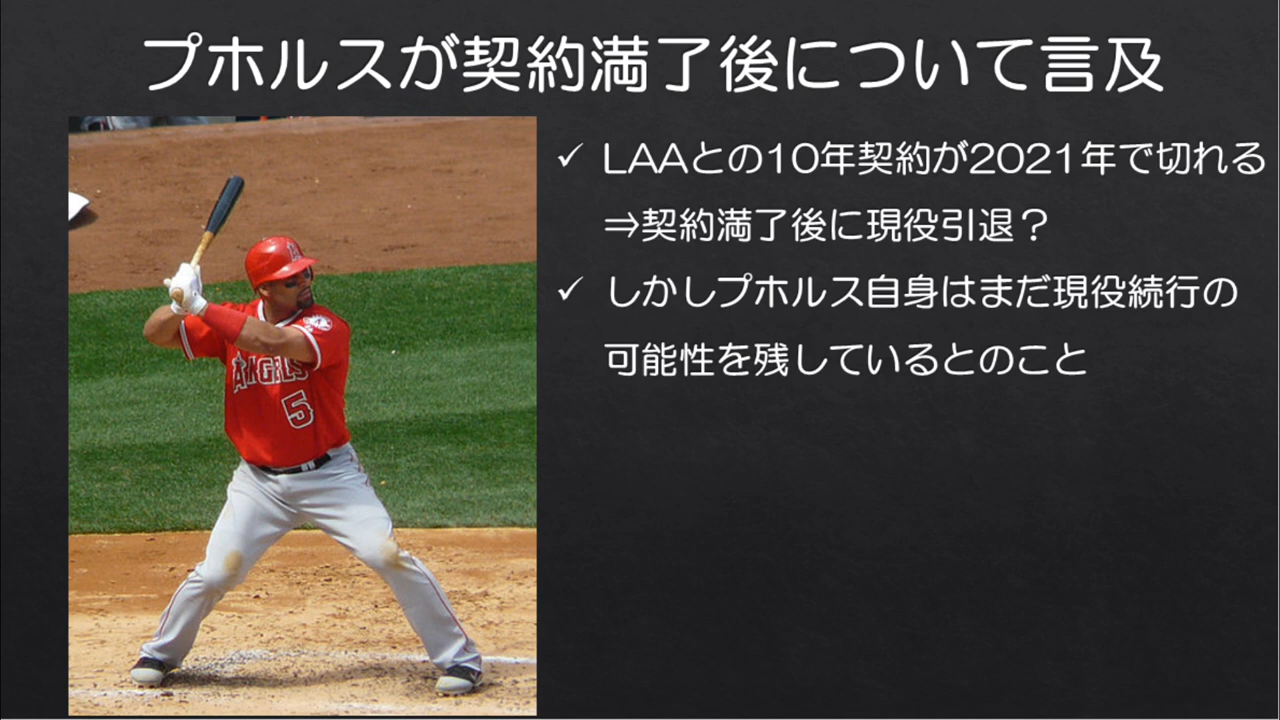 プホルスが契約満了後について言及
✓ LAAとの10年契約が2021年で切れる
⇒契約満了後に現役引退？
✓ しかしプホルス自身はまだ現役続行の
可能性を残しているとのこと
ANGELS
5